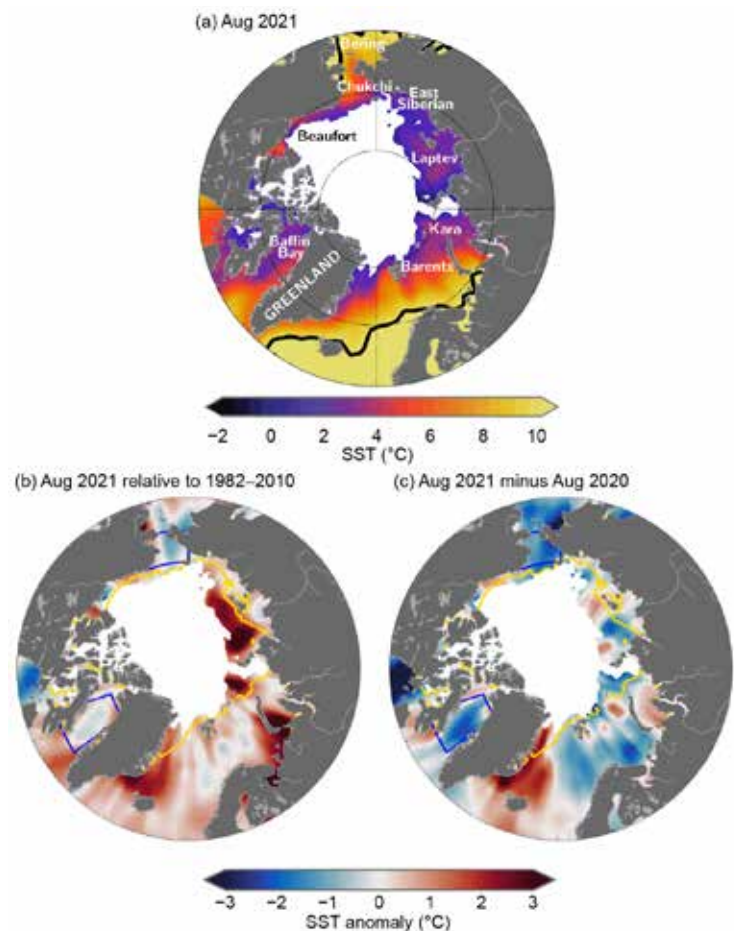 (a) Aug 2021
Bering
Chukchi
East
Siberian
Beaufort
Laptev
Kara
Baffin
Bay
Barents
GREENLAND
−2 0 2 4 6 8 10
SST (°C)
(b) Aug 2021 relative to 1982–2010
(c) Aug 2021 minus Aug 2020
−3 −2 −1 0 1 2 3
SST anomaly (°C)